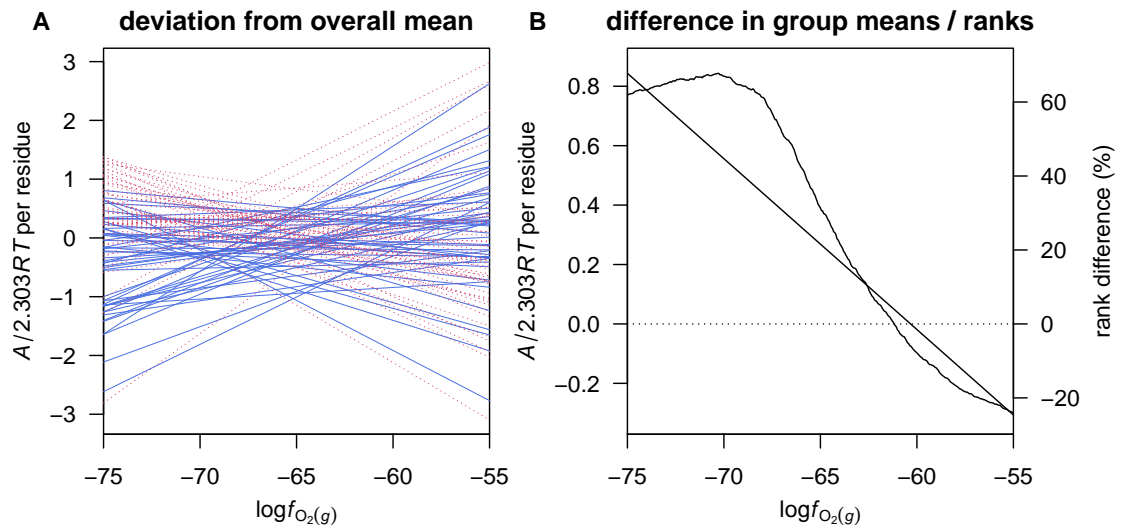 A deviation from overall mean
3
2
1
0
−1
−2
−3
A/2.303RT per residue
−75 −70 −65 −60 −55
logfO₂(g)
B difference in group means / ranks
0.8
0.6
0.4
0.2
0.0
−0.2
A/2.303RT per residue
60
40
20
0
−20
rank difference (%)
−75 −70 −65 −60 −55
logfO₂(g)